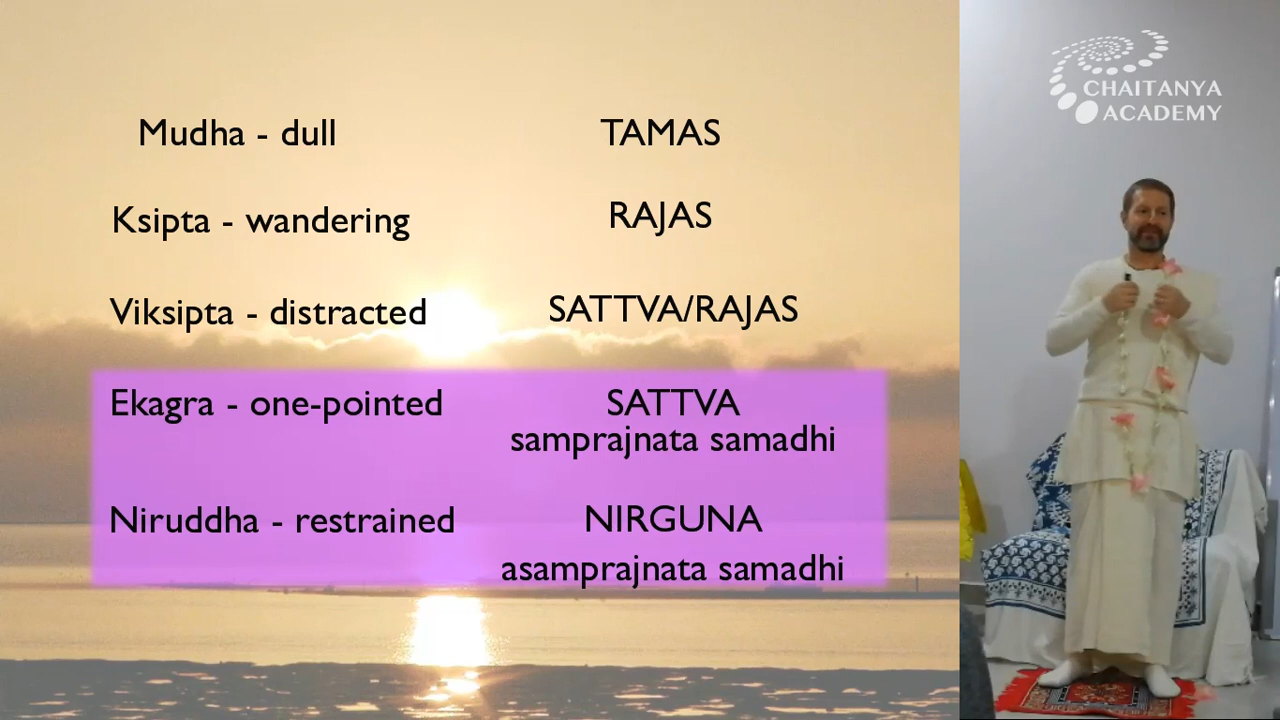 Mudha - dull TAMAS
Ksipta - wandering RAJAS
Viksipta - distracted SATTVA/RAJAS
Ekagra - one-pointed SATTVA
samprajnata samadhi
Niruddha - restrained NIRGUNA
asamprajnata samadhi
CHAITANYA
ACADEMY